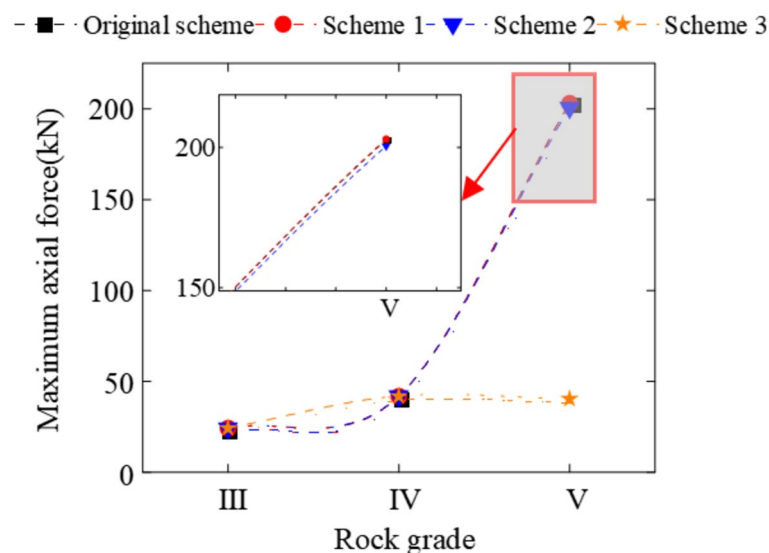 Original scheme Scheme 1 Scheme 2 Scheme 3
Maximum axial force(kN)
200
150
100
50
0
200
150
V
III IV V
Rock grade